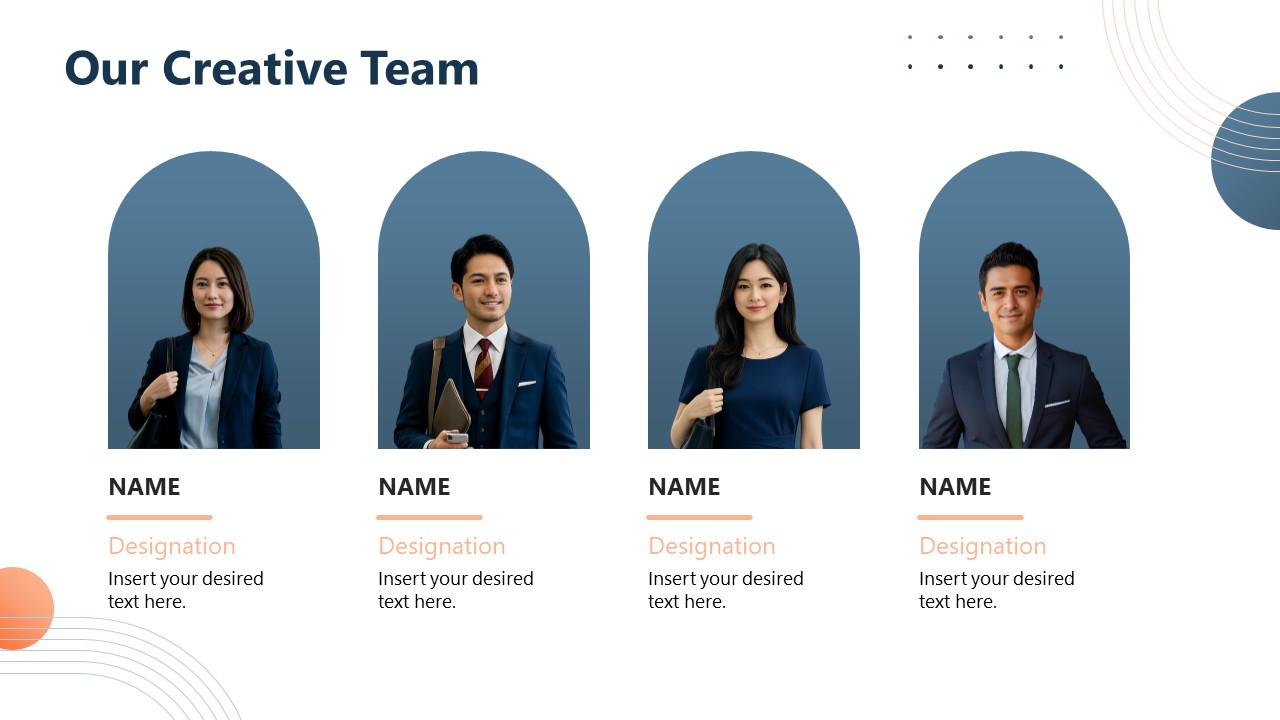 Our Creative Team
NAME
Designation
Insert your desired
text here.
NAME
Designation
Insert your desired
text here.
NAME
Designation
Insert your desired
text here.
NAME
Designation
Insert your desired
text here.